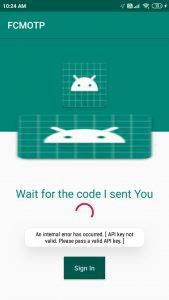 10:24 AM
FCMOTP
Wait for the code I sent You
An internal error has occurred. [ API key not
valid. Please pass a valid API key. ]
Sign In